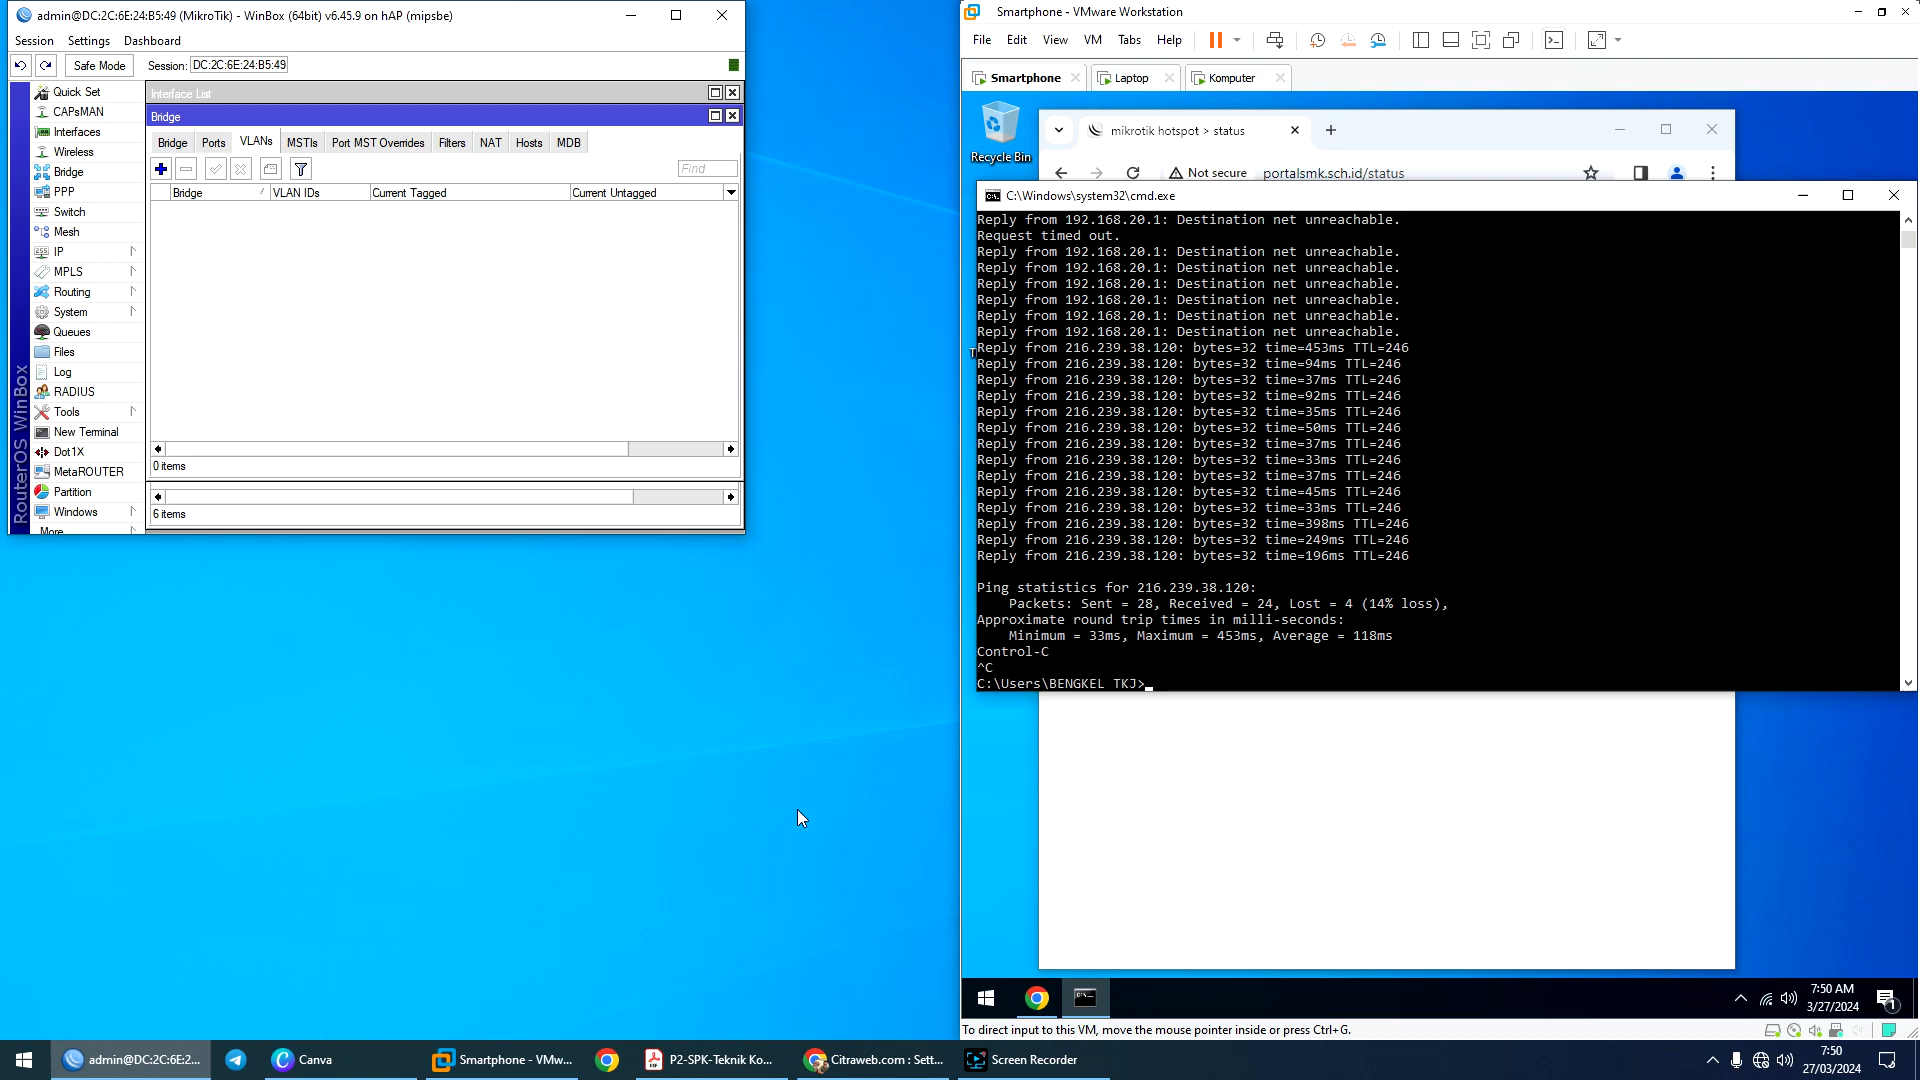 admin@DC:2C:6E:24:B5:49 (MikroTik) - WinBox (64bit) v6.45.9 on hAP (mipsbe)
Session Settings Dashboard
Safe Mode Session: DC:2C:6E:24:B5:49
Quick Set
CAPsMAN
Interfaces
Wireless
Bridge
PPP
Switch
Mesh
IP
MPLS
Routing
System
Queues
Files
Log
RADIUS
Tools
New Terminal
Dot1X
MetaROUTER
Partition
Windows
More
RouterOS WinBox
Interface List
Bridge
Bridge Ports VLANs MSTIs Port MST Overrides Filters NAT Hosts MDB
Find
Bridge VLAN IDs Current Tagged Current Untagged
0 items
6 items
Smartphone - VMware Workstation
File Edit View VM Tabs Help
Smartphone Laptop Komputer
Recycle Bin
mikrotik hotspot > status
Not secure portalsmk.sch.id/status
C:\Windows\system32\cmd.exe
Reply from 192.168.20.1: Destination net unreachable.
Request timed out.
Reply from 192.168.20.1: Destination net unreachable.
Reply from 192.168.20.1: Destination net unreachable.
Reply from 192.168.20.1: Destination net unreachable.
Reply from 192.168.20.1: Destination net unreachable.
Reply from 192.168.20.1: Destination net unreachable.
Reply from 192.168.20.1: Destination net unreachable.
Reply from 216.239.38.120: bytes=32 time=453ms TTL=246
Reply from 216.239.38.120: bytes=32 time=94ms TTL=246
Reply from 216.239.38.120: bytes=32 time=37ms TTL=246
Reply from 216.239.38.120: bytes=32 time=92ms TTL=246
Reply from 216.239.38.120: bytes=32 time=35ms TTL=246
Reply from 216.239.38.120: bytes=32 time=50ms TTL=246
Reply from 216.239.38.120: bytes=32 time=37ms TTL=246
Reply from 216.239.38.120: bytes=32 time=33ms TTL=246
Reply from 216.239.38.120: bytes=32 time=37ms TTL=246
Reply from 216.239.38.120: bytes=32 time=45ms TTL=246
Reply from 216.239.38.120: bytes=32 time=33ms TTL=246
Reply from 216.239.38.120: bytes=32 time=398ms TTL=246
Reply from 216.239.38.120: bytes=32 time=249ms TTL=246
Reply from 216.239.38.120: bytes=32 time=196ms TTL=246
Ping statistics for 216.239.38.120:
Packets: Sent = 28, Received = 24, Lost = 4 (14% loss),
Approximate round trip times in milli-seconds:
Minimum = 33ms, Maximum = 453ms, Average = 118ms
Control-C
^C
C:\Users\BENGKEL TKJ>
7:50 AM
3/27/2024
1
To direct input to this VM, move the mouse pointer inside or press Ctrl+G.
admin@DC:2C:6E:2... Canva Smartphone - VMw... P2-SPK-Teknik Ko... Citraweb.com : Sett... Screen Recorder
7:50
27/03/2024